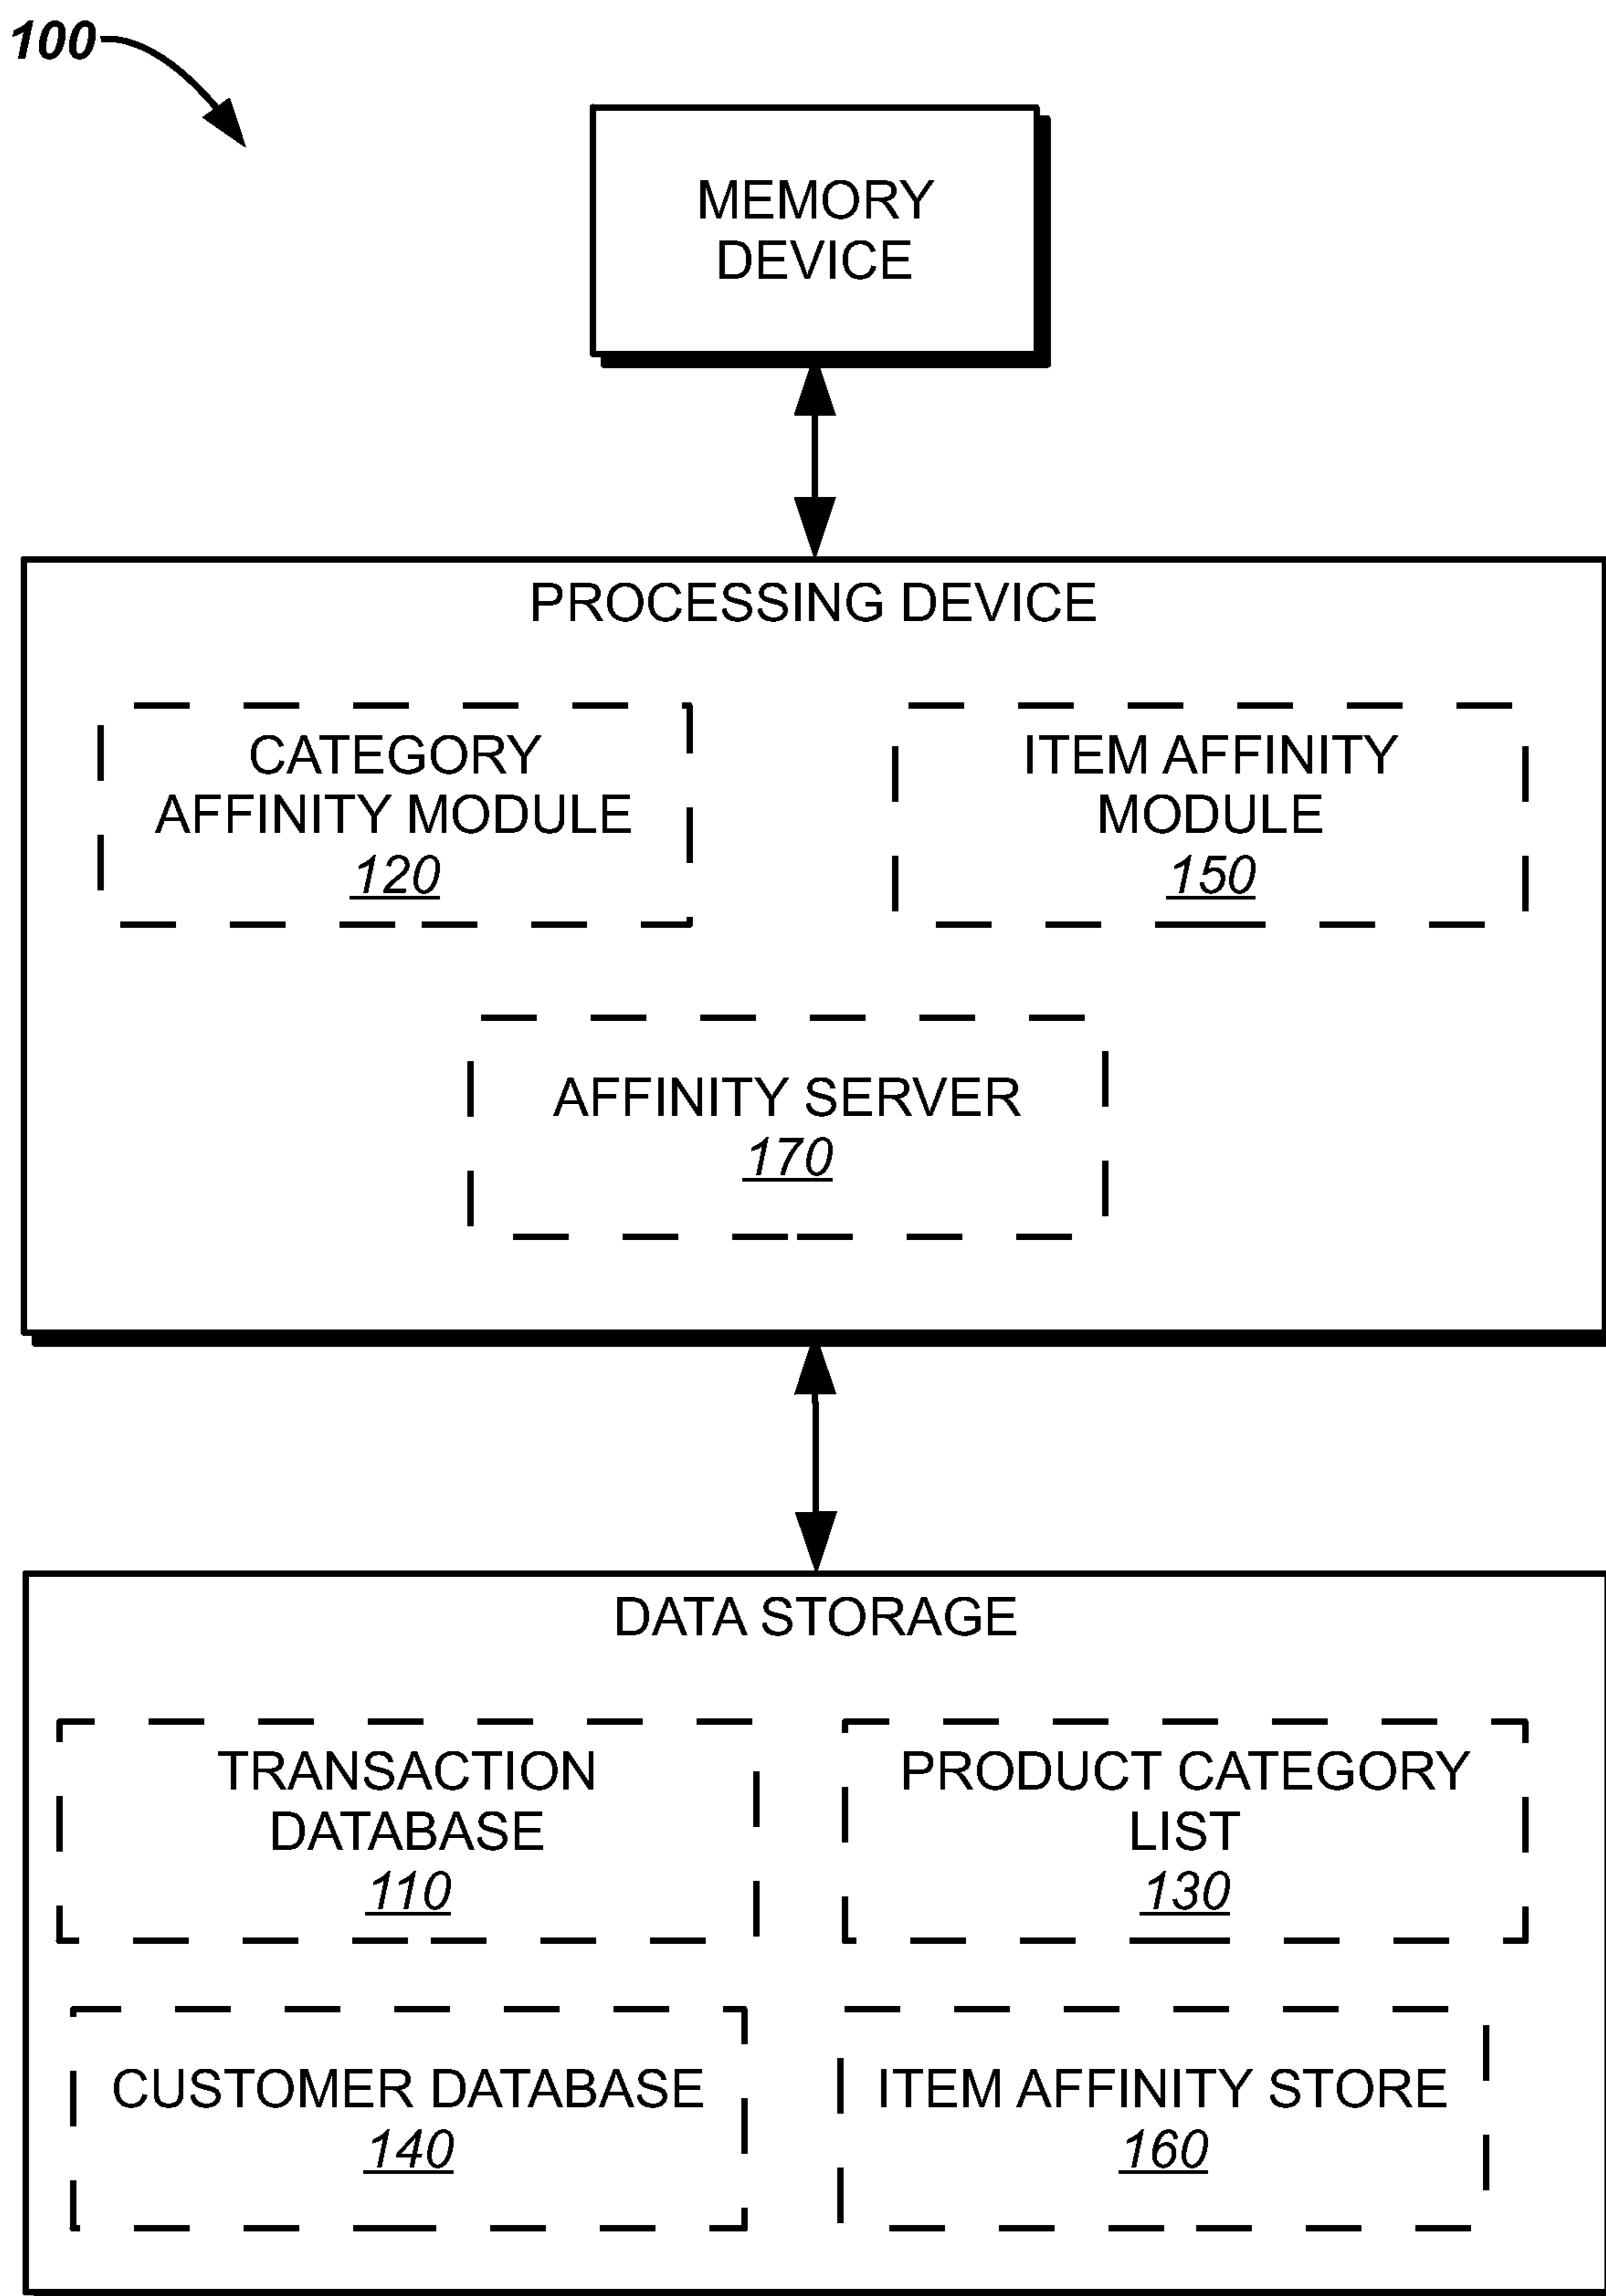 100
MEMORY
DEVICE
PROCESSING DEVICE
CATEGORY
AFFINITY MODULE
120
ITEM AFFINITY
MODULE
150
AFFINITY SERVER
170
DATA STORAGE
TRANSACTION
DATABASE
110
PRODUCT CATEGORY
LIST
130
CUSTOMER DATABASE
140
ITEM AFFINITY STORE
160